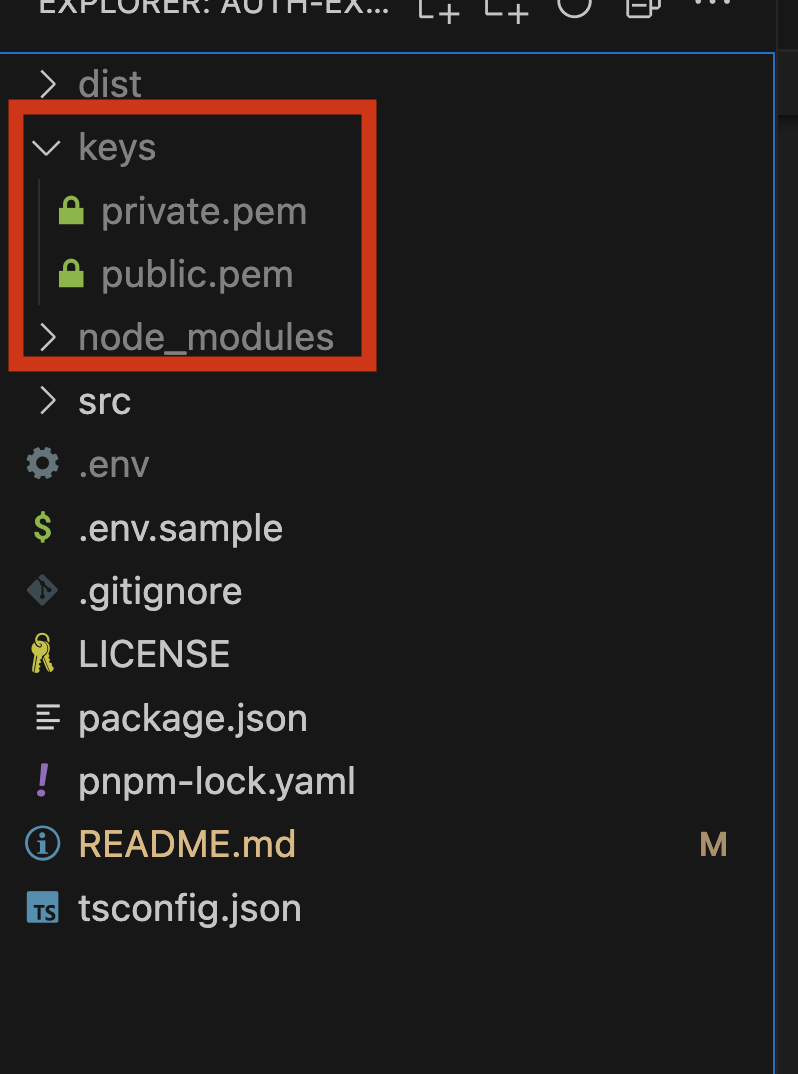 EXPLORER: AUTH-EX...
dist
keys
private.pem
public.pem
node_modules
src
.env
$ .env.sample
.gitignore
LICENSE
package.json
! pnpm-lock.yaml
README.md M
TS tsconfig.json